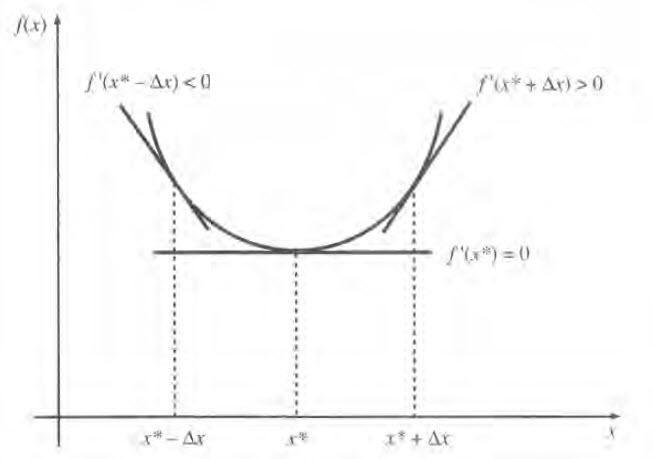 f(x)
f'(x* − Δx) < 0
f'(x* + Δx) > 0
f'(x*) = 0
x* − Δx
x*
x* + Δx
x